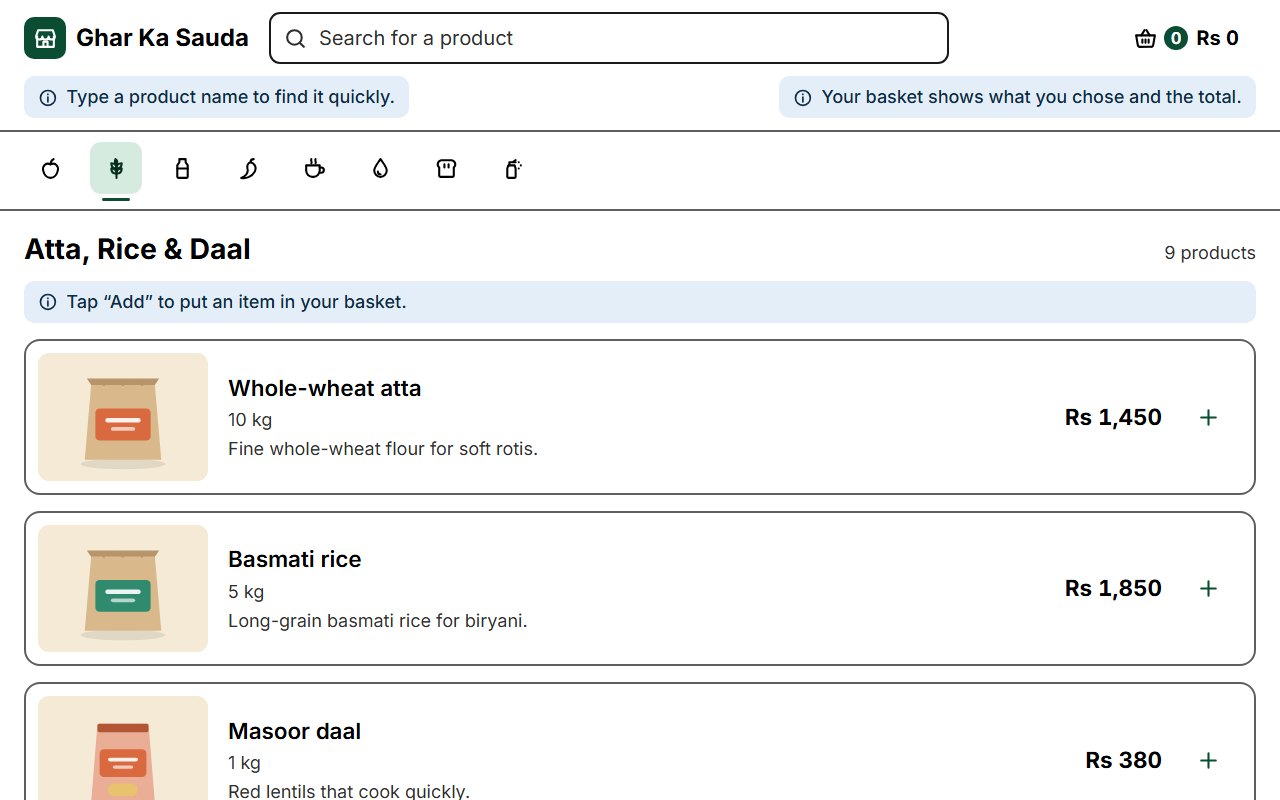 Ghar Ka Sauda
Search for a product
0 Rs 0
Type a product name to find it quickly.
Your basket shows what you chose and the total.
Atta, Rice & Daal
9 products
Tap “Add” to put an item in your basket.
Whole-wheat atta
10 kg
Fine whole-wheat flour for soft rotis.
Rs 1,450
Basmati rice
5 kg
Long-grain basmati rice for biryani.
Rs 1,850
Masoor daal
1 kg
Red lentils that cook quickly.
Rs 380